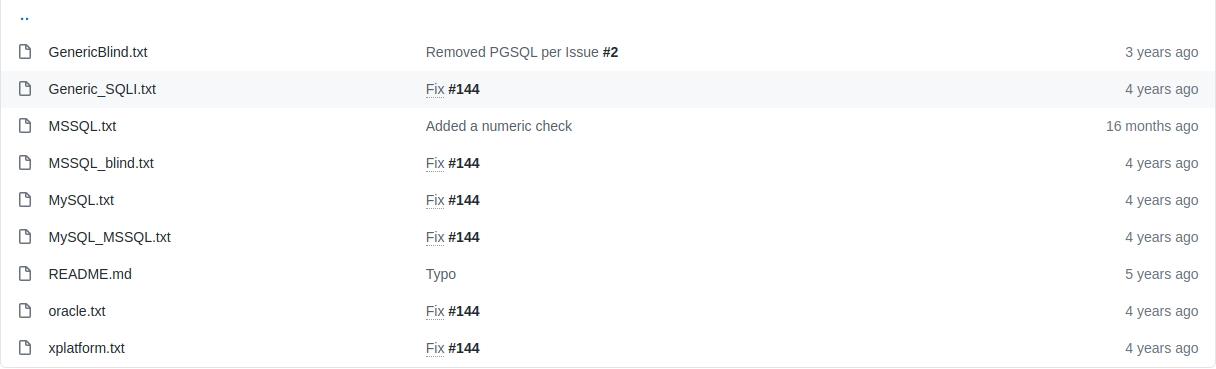 ..
GenericBlind.txt Removed PGSQL per Issue #2 3 years ago
Generic_SQLI.txt Fix #144 4 years ago
MSSQL.txt Added a numeric check 16 months ago
MSSQL_blind.txt Fix #144 4 years ago
MySQL.txt Fix #144 4 years ago
MySQL_MSSQL.txt Fix #144 4 years ago
README.md Typo 5 years ago
oracle.txt Fix #144 4 years ago
xplatform.txt Fix #144 4 years ago